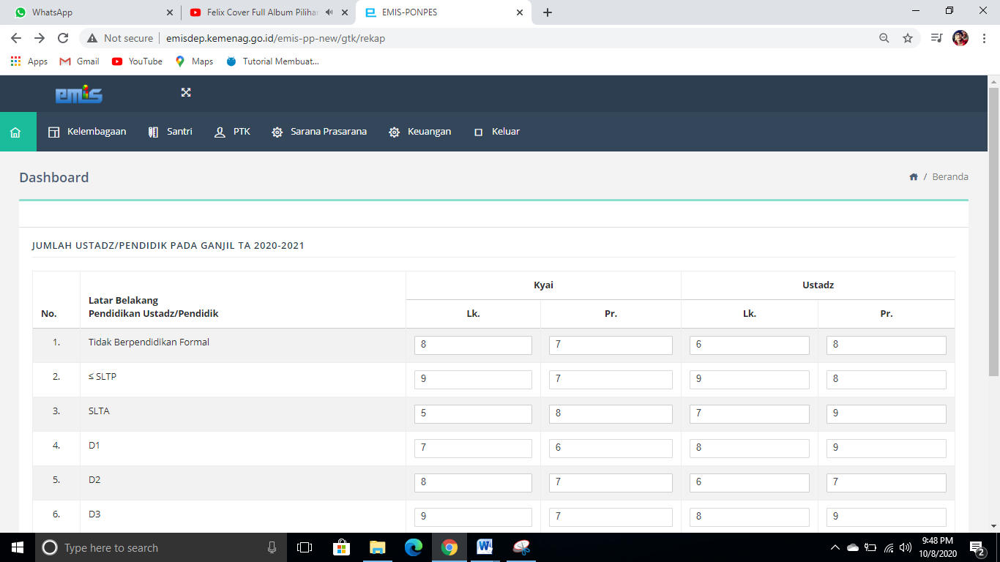 WhatsApp
Felix Cover Full Album Pilihan
EMIS-PONPES
Not secure
emisdep.kemenag.go.id/emis-pp-new/gtk/rekap
Apps Gmail YouTube Maps Tutorial Membuat...
emis
Kelembagaan Santri PTK Sarana Prasarana Keuangan Keluar
Dashboard
/ Beranda
JUMLAH USTADZ/PENDIDIK PADA GANJIL TA 2020-2021
No. Latar Belakang Pendidikan Ustadz/Pendidik Kyai Ustadz
Lk. Pr. Lk. Pr.
1. Tidak Berpendidikan Formal 8 7 6 8
2. ≤ SLTP 9 7 9 8
3. SLTA 5 8 7 9
4. D1 7 6 8 9
5. D2 8 7 6 7
6. D3 9 7 8 9
Type here to search
9:48 PM
10/8/2020
2